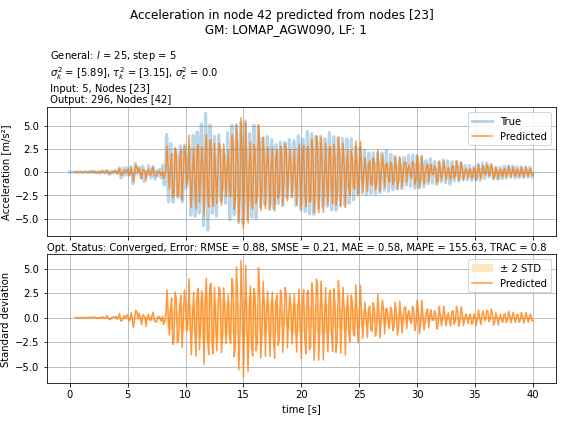 Acceleration in node 42 predicted from nodes [23]
GM: LOMAP_AGW090, LF: 1
General: l = 25, step = 5
σ²ₖ = [5.89], τ²ₖ = [3.15], σ²ε = 0.0
Input: 5, Nodes [23]
Output: 296, Nodes [42]
Acceleration [m/s²]
5.0
2.5
0.0
−2.5
−5.0
True
Predicted
Opt. Status: Converged, Error: RMSE = 0.88, SMSE = 0.21, MAE = 0.58, MAPE = 155.63, TRAC = 0.8
Standard deviation
5.0
2.5
0.0
−2.5
−5.0
± 2 STD
Predicted
0 5 10 15 20 25 30 35 40
time [s]